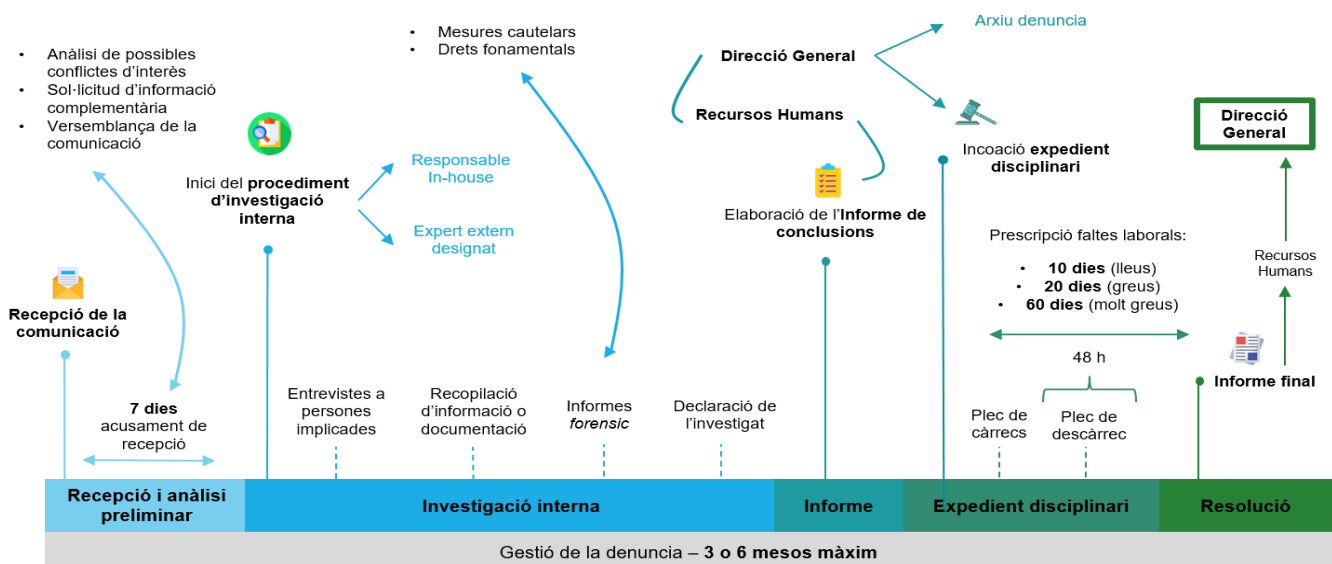 • Anàlisi de possibles
conflictes d'interès
• Sol·licitud d'informació
complementària
• Versemblança de la
comunicació
Recepció de la
comunicació
7 dies
acusament de
recepció
Inici del procediment
d'investigació
interna
Responsable
In-house
Expert extern
designat
• Mesures cautelars
• Drets fonamentals
Entrevistes a
persones
implicades
Recopilació
d'informació o
documentació
Informes
forensic
Declaració de
l'investigat
Direcció General
Recursos Humans
Elaboració de l'Informe de
conclusions
Arxiu denuncia
Incoació expedient
disciplinari
Prescripció faltes laborals:
• 10 dies (lleus)
• 20 dies (greus)
• 60 dies (molt greus)
48 h
Plec de
càrrecs
Plec de
descàrrec
Direcció
General
Recursos
Humans
Informe final
Recepció i anàlisi
preliminar
Investigació interna
Informe
Expedient disciplinari
Resolució
Gestió de la denuncia – 3 o 6 mesos màxim